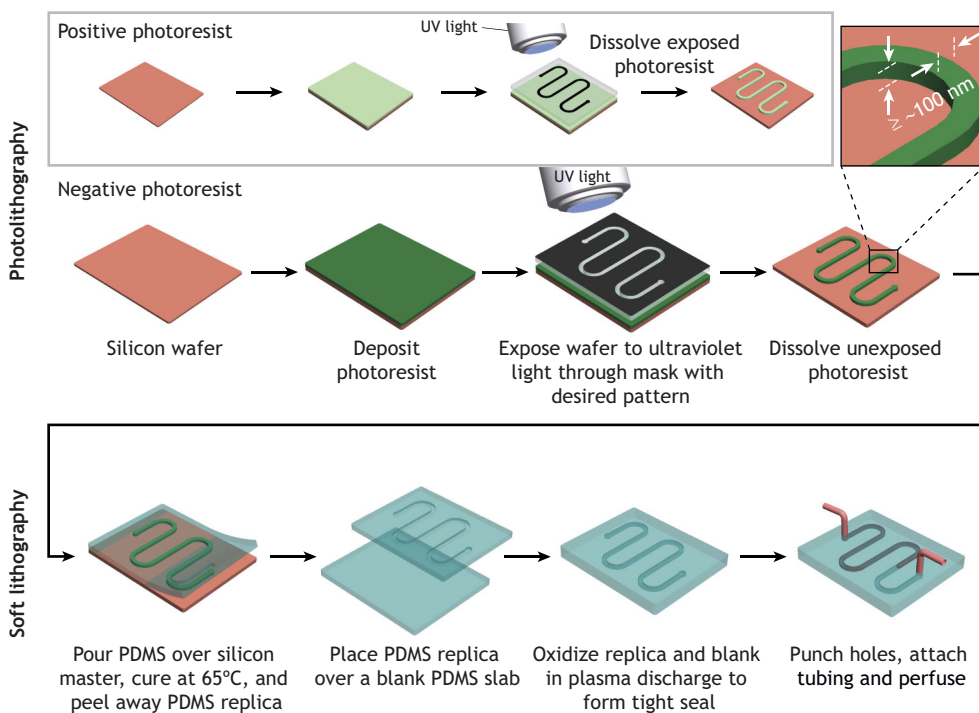 Photolithography
Positive photoresist
UV light
Dissolve exposed
photoresist
≥ ~100 nm
Negative photoresist
UV light
Silicon wafer
Deposit
photoresist
Expose wafer to ultraviolet
light through mask with
desired pattern
Dissolve unexposed
photoresist
Soft lithography
Pour PDMS over silicon
master, cure at 65ºC, and
peel away PDMS replica
Place PDMS replica
over a blank PDMS slab
Oxidize replica and blank
in plasma discharge to
form tight seal
Punch holes, attach
tubing and perfuse